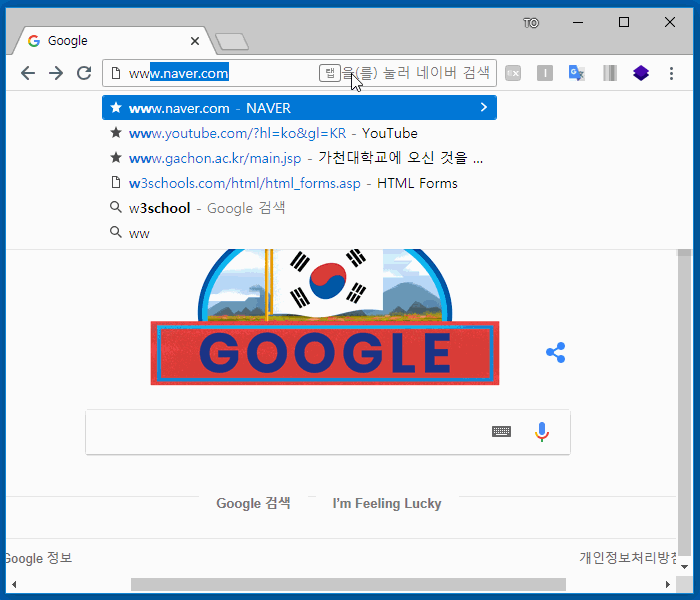 TO
Google
www.naver.com
탭 을(를) 눌러 네이버 검색
www.naver.com - NAVER
www.youtube.com/?hl=ko&gl=KR - YouTube
www.gachon.ac.kr/main.jsp - 가천대학교에 오신 것을 ...
w3schools.com/html/html_forms.asp - HTML Forms
w3school - Google 검색
ww
GOOGLE
Google 검색
I'm Feeling Lucky
Google 정보
개인정보처리방침